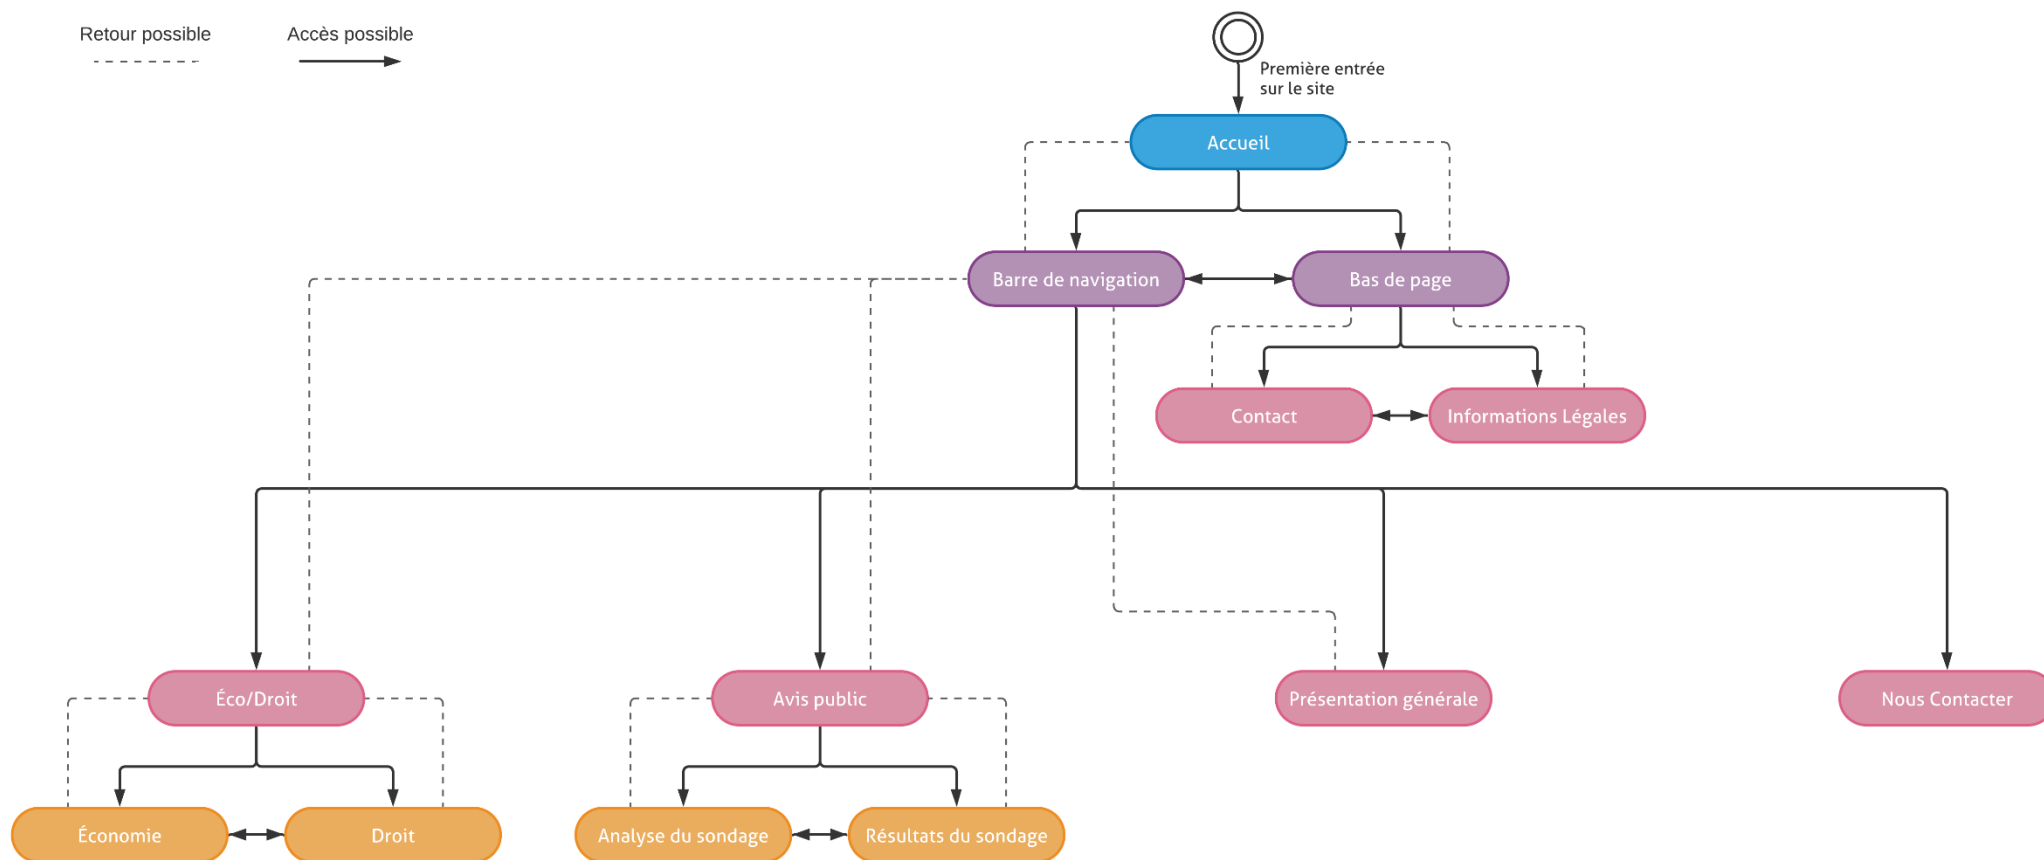 Retour possible
Accès possible
Première entrée
sur le site
Accueil
Barre de navigation
Bas de page
Contact
Informations Légales
Éco/Droit
Avis public
Présentation générale
Nous Contacter
Économie
Droit
Analyse du sondage
Résultats du sondage